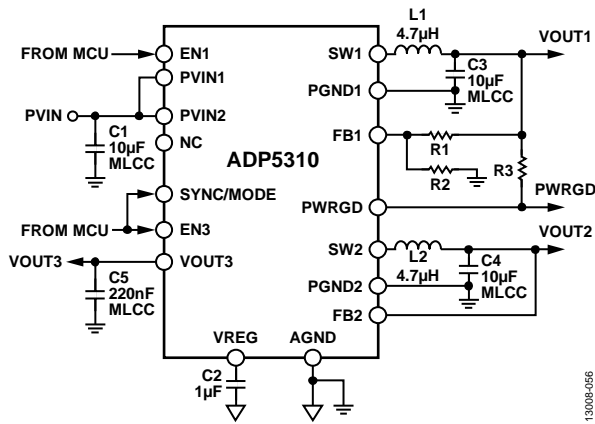 L1
4.7µH
VOUT1
FROM MCU
EN1
SW1
C3
10µF
MLCC
PVIN1
PGND1
PVIN
PVIN2
C1
10µF
MLCC
NC
FB1
R1
ADP5310
R2
R3
SYNC/MODE
PWRGD
PWRGD
FROM MCU
EN3
SW2
VOUT2
L2
4.7µH
C4
10µF
MLCC
VOUT3
VOUT3
C5
220nF
MLCC
PGND2
FB2
VREG
AGND
C2
1µF
13008-056